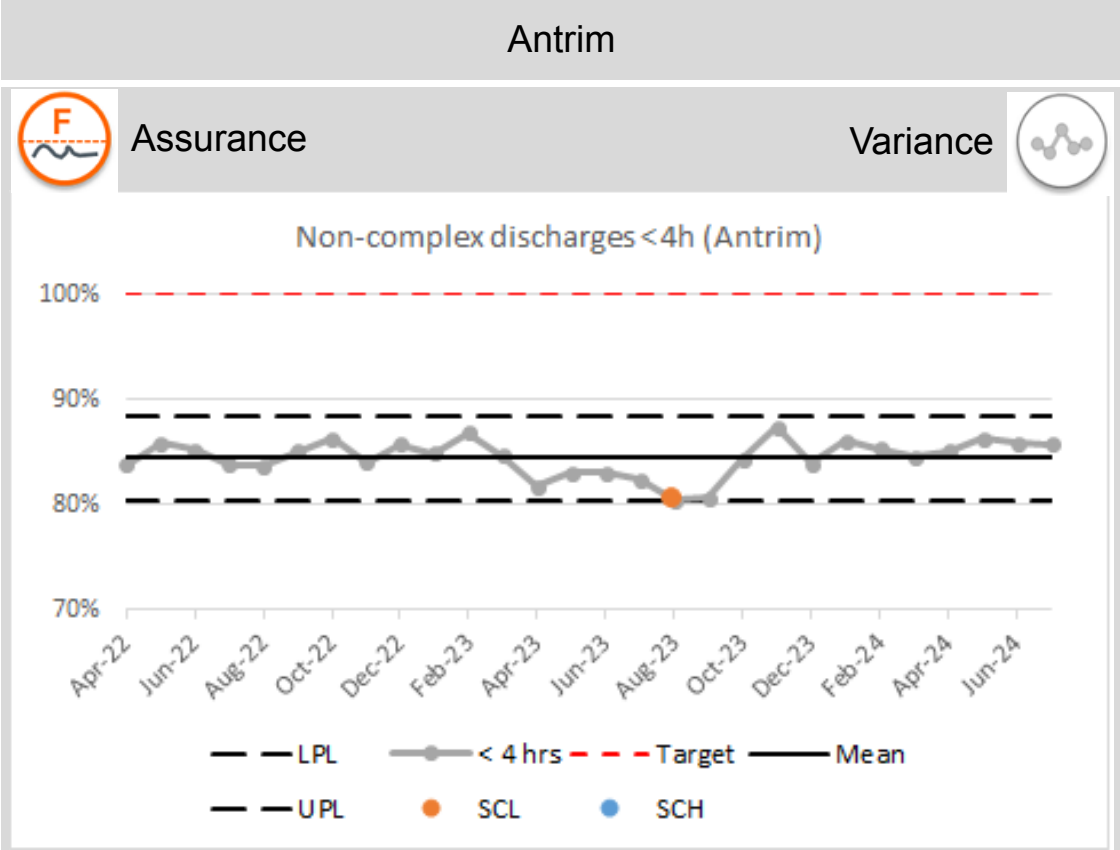 Antrim
F
Assurance
Variance
Non-complex discharges <4h (Antrim)
100%
90%
80%
70%
Apr-22
Jun-22
Aug-22
Oct-22
Dec-22
Feb-23
Apr-23
Jun-23
Aug-23
Oct-23
Dec-23
Feb-24
Apr-24
Jun-24
LPL
< 4 hrs
Target
Mean
UPL
SCL
SCH